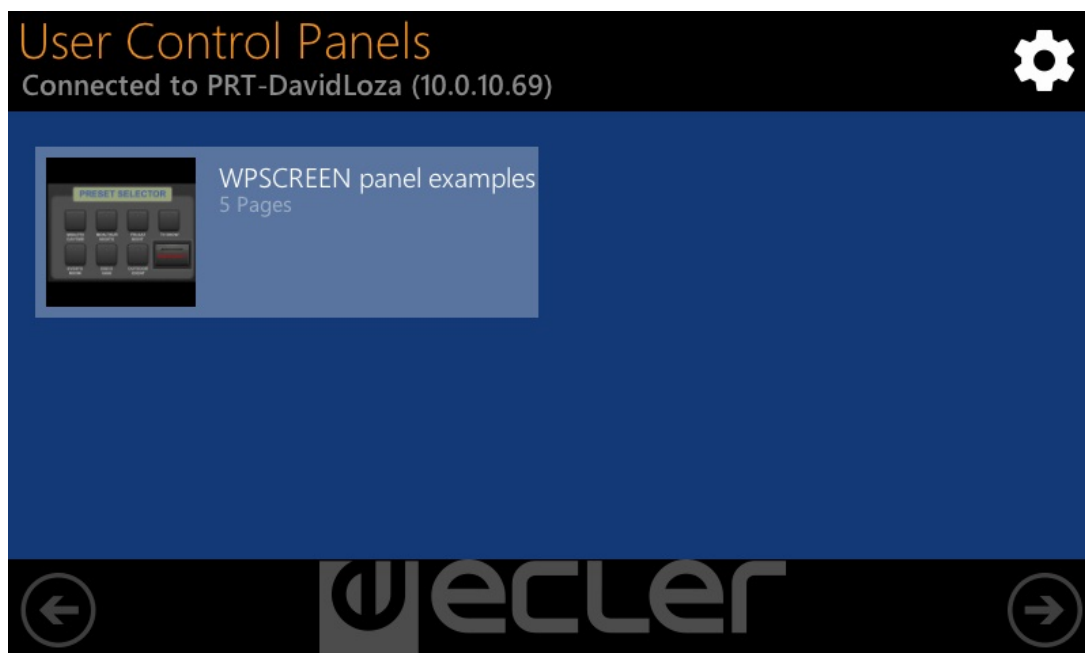 User Control Panels
Connected to PRT-DavidLoza (10.0.10.69)
WPSCREEN panel examples
5 Pages
PRESET SELECTOR
ecler